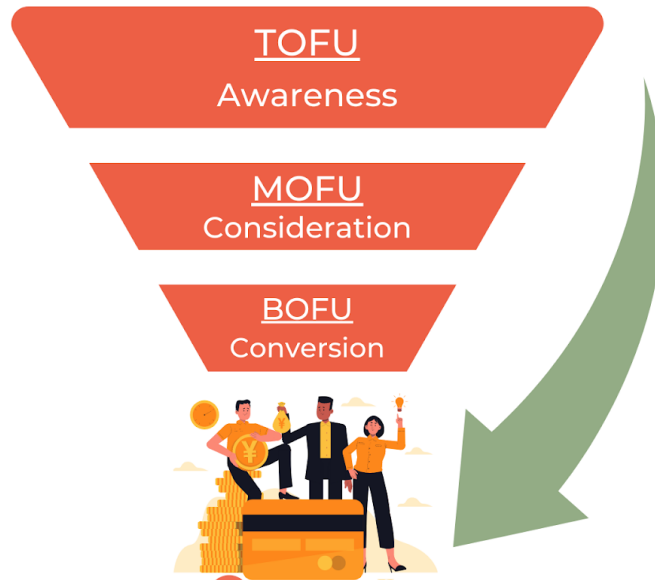 TOFU
Awareness
MOFU
Consideration
BOFU
Conversion
¥